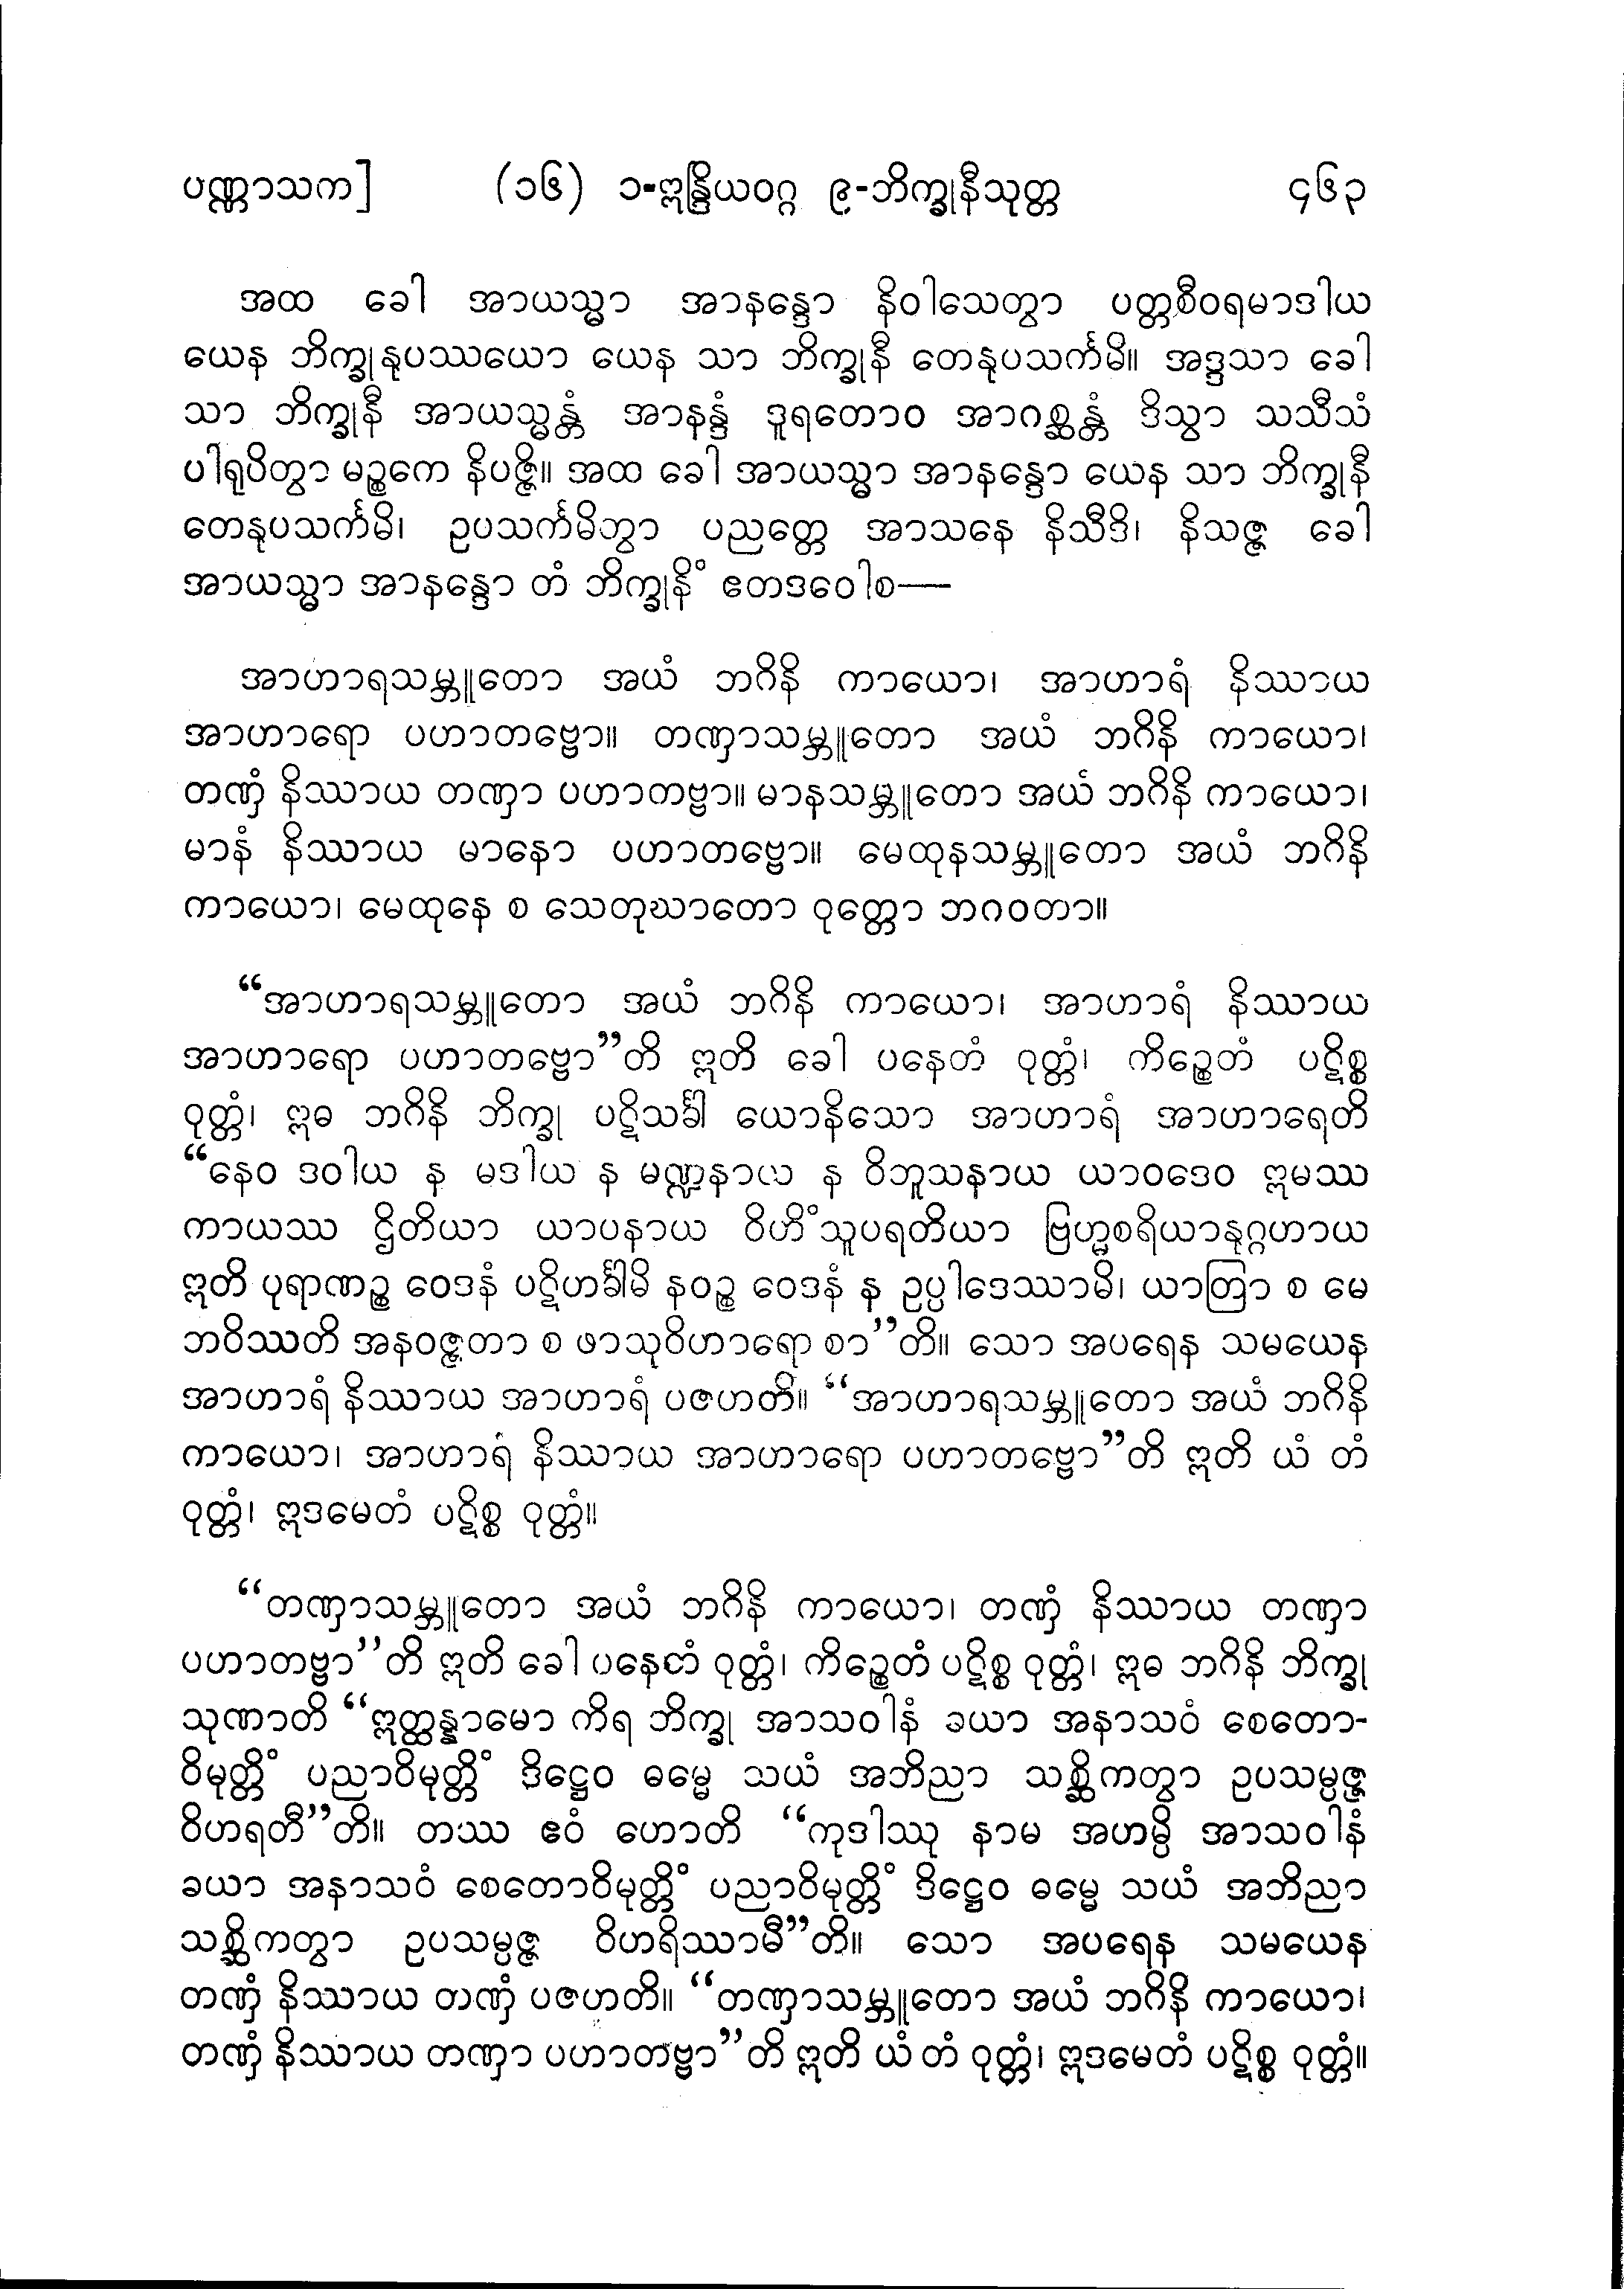 ပဏ္ဏာသက] (၁၆) ၁-ဣန္ဒြိယဝဂ္ဂ ၉-ဘိက္ခုနီသုတ္တ ၄၆၃
အထ ခေါ အာယသ္မာ အာနန္ဒော နိဝါသေတွာ ပတ္တစီဝရမာဒါယ
ယေန ဘိက္ခုနုပဿယော ယေန သာ ဘိက္ခုနီ တေနုပသင်္ကမိ။ အဒ္ဒသာ ခေါ
သာ ဘိက္ခုနီ အာယသ္မန္တံ အာနန္ဒံ ဒူရတောဝ အာဂစ္ဆန္တံ ဒိသွာ သသီသံ
ပါရုပိတွာ မဉ္စကေ နိပဇ္ဇိ။ အထ ခေါ အာယသ္မာ အာနန္ဒော ယေန သာ ဘိက္ခုနီ
တေနုပသင်္ကမိ၊ ဥပသင်္ကမိတွာ ပညတ္တေ အာသနေ နိသီဒိ၊ နိသဇ္ဇ ခေါ
အာယသ္မာ အာနန္ဒော တံ ဘိက္ခုနိံ ဧတဒဝေါစ—
အာဟာရသမ္ဘူတော အယံ ဘဂိနိ ကာယော၊ အာဟာရံ နိဿာယ
အာဟာရော ပဟာတဗ္ဗော။ တဏှာသမ္ဘူတော အယံ ဘဂိနိ ကာယော၊
တဏှံ နိဿာယ တဏှာ ပဟာတဗ္ဗာ။ မာနသမ္ဘူတော အယံ ဘဂိနိ ကာယော၊
မာနံ နိဿာယ မာနော ပဟာတဗ္ဗော။ မေထုနသမ္ဘူတော အယံ ဘဂိနိ
ကာယော၊ မေထုနေ စ သေတုဃာတော ဝုတ္တော ဘဂဝတာ။
“အာဟာရသမ္ဘူတော အယံ ဘဂိနိ ကာယော၊ အာဟာရံ နိဿာယ
အာဟာရော ပဟာတဗ္ဗော”တိ ဣတိ ခေါ ပနေတံ ဝုတ္တံ၊ ကိဉ္စေတံ ပဋိစ္စ
ဝုတ္တံ၊ ဣဓ ဘဂိနိ ဘိက္ခု ပဋိသင်္ခါ ယောနိသော အာဟာရံ အာဟာရေတိ
“နေဝ ဒဝါယ န မဒါယ န မဏ္ဍနာယ န ဝိဘူသနာယ ယာဝဒေဝ ဣမဿ
ကာယဿ ဌိတိယာ ယာပနာယ ဝိဟိံသူပရတိယာ ဗြဟ္မစရိယာနုဂ္ဂဟာယ
ဣတိ ပုရာဏဉ္စ ဝေဒနံ ပဋိဟင်္ခါမိ နဝဉ္စ ဝေဒနံ န ဥပ္ပါဒေဿာမိ၊ ယာတြာ စ မေ
ဘဝိဿတိ အနဝဇ္ဇတာ စ ဖာသုဝိဟာရော စာ”တိ။ သော အပရေန သမယေန
အာဟာရံ နိဿာယ အာဟာရံ ပဇဟတိ။ “အာဟာရသမ္ဘူတော အယံ ဘဂိနိ
ကာယော၊ အာဟာရံ နိဿာယ အာဟာရော ပဟာတဗ္ဗော”တိ ဣတိ ယံ တံ
ဝုတ္တံ၊ ဣဒမေတံ ပဋိစ္စ ဝုတ္တံ။
“တဏှာသမ္ဘူတော အယံ ဘဂိနိ ကာယော၊ တဏှံ နိဿာယ တဏှာ
ပဟာတဗ္ဗာ”တိ ဣတိ ခေါ ပနေတံ ဝုတ္တံ၊ ကိဉ္စေတံ ပဋိစ္စ ဝုတ္တံ၊ ဣဓ ဘဂိနိ ဘိက္ခု
သုဏာတိ “ဣတ္ထန္နာမော ကိရ ဘိက္ခု အာသဝါနံ ခယာ အနာသဝံ စေတော-
ဝိမုတ္တိံ ပညာဝိမုတ္တိံ ဒိဋ္ဌေဝ ဓမ္မေ သယံ အဘိညာ သစ္ဆိကတွာ ဥပသမ္ပဇ္ဇ
ဝိဟရတီ”တိ။ တဿ ဧဝံ ဟောတိ “ကုဒါဿု နာမ အဟမ္ပိ အာသဝါနံ
ခယာ အနာသဝံ စေတောဝိမုတ္တိံ ပညာဝိမုတ္တိံ ဒိဋ္ဌေဝ ဓမ္မေ သယံ အဘိညာ
သစ္ဆိကတွာ ဥပသမ္ပဇ္ဇ ဝိဟရိဿာမီ”တိ။ သော အပရေန သမယေန
တဏှံ နိဿာယ တဏှံ ပဇဟတိ။ “တဏှာသမ္ဘူတော အယံ ဘဂိနိ ကာယော၊
တဏှံ နိဿာယ တဏှာ ပဟာတဗ္ဗာ”တိ ဣတိ ယံ တံ ဝုတ္တံ၊ ဣဒမေတံ ပဋိစ္စ ဝုတ္တံ။